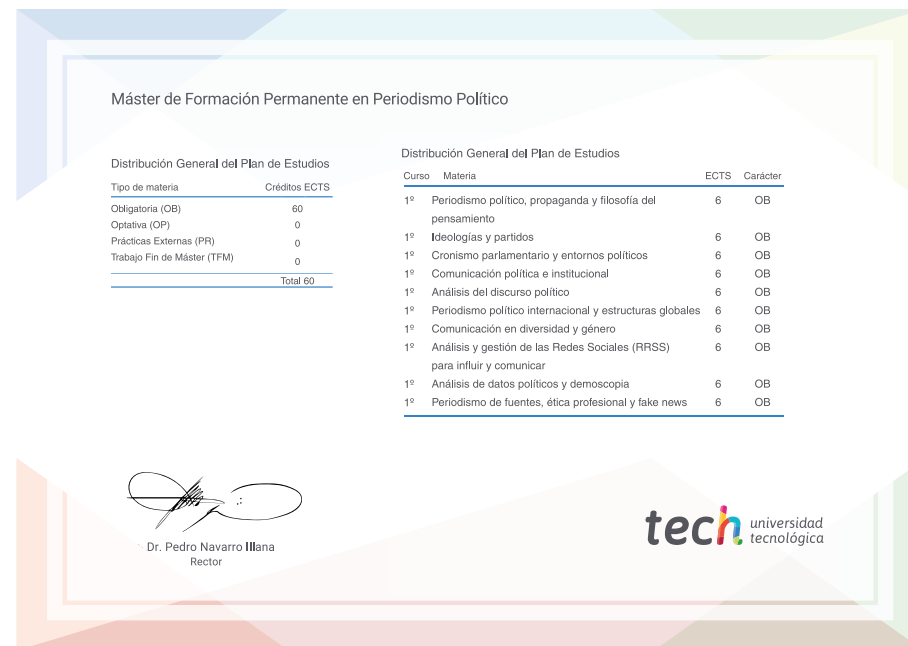 Máster de Formación Permanente en Periodismo Político
Distribución General del Plan de Estudios
Tipo de materia Créditos ECTS
Obligatoria (OB) 60
Optativa (OP) 0
Prácticas Externas (PR) 0
Trabajo Fin de Máster (TFM) 0
Total 60
Distribución General del Plan de Estudios
Curso Materia ECTS Carácter
1º Periodismo político, propaganda y filosofía del 6 OB
pensamiento
1º Ideologías y partidos 6 OB
1º Cronismo parlamentario y entornos políticos 6 OB
1º Comunicación política e institucional 6 OB
1º Análisis del discurso político 6 OB
1º Periodismo político internacional y estructuras globales 6 OB
1º Comunicación en diversidad y género 6 OB
1º Análisis y gestión de las Redes Sociales (RRSS) 6 OB
para influir y comunicar
1º Análisis de datos políticos y demoscopia 6 OB
1º Periodismo de fuentes, ética profesional y fake news 6 OB
Dr. Pedro Navarro Illana
Rector
tech universidad
tecnológica